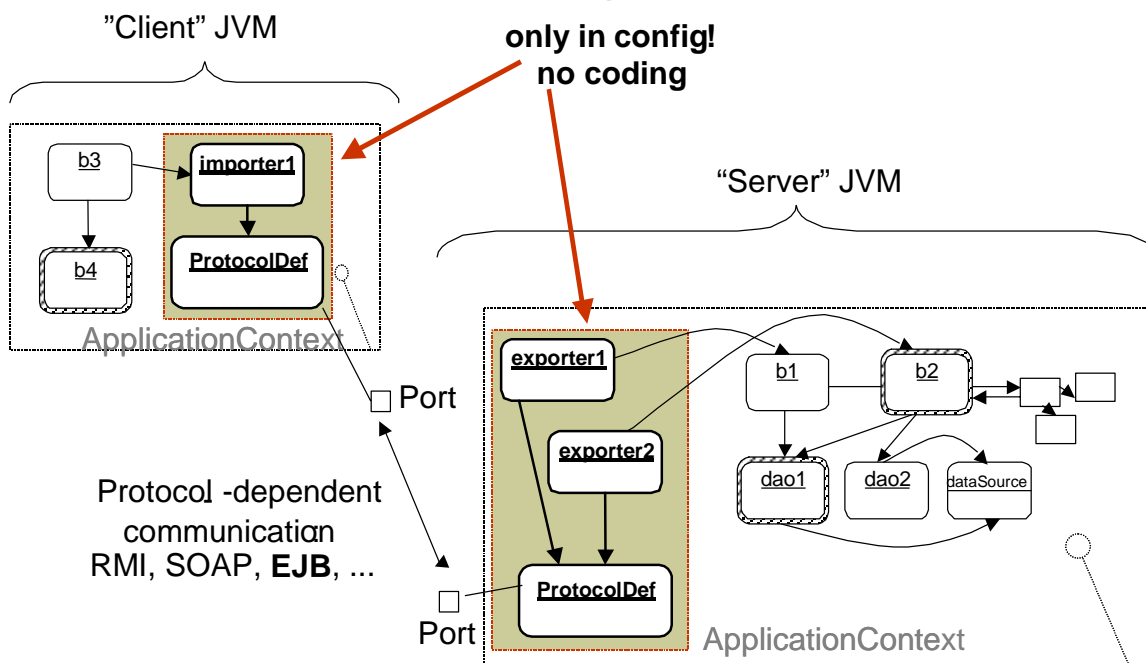 ”Client” JVM
only in config!
no coding
b3
importer1
b4
ProtocolDef
ApplicationContext
“Server” JVM
Port
exporter1
b1
b2
exporter2
dao1
dao2
dataSource
Protocol -dependent
communication
RMI, SOAP, EJB, ...
ProtocolDef
Port
ApplicationContext